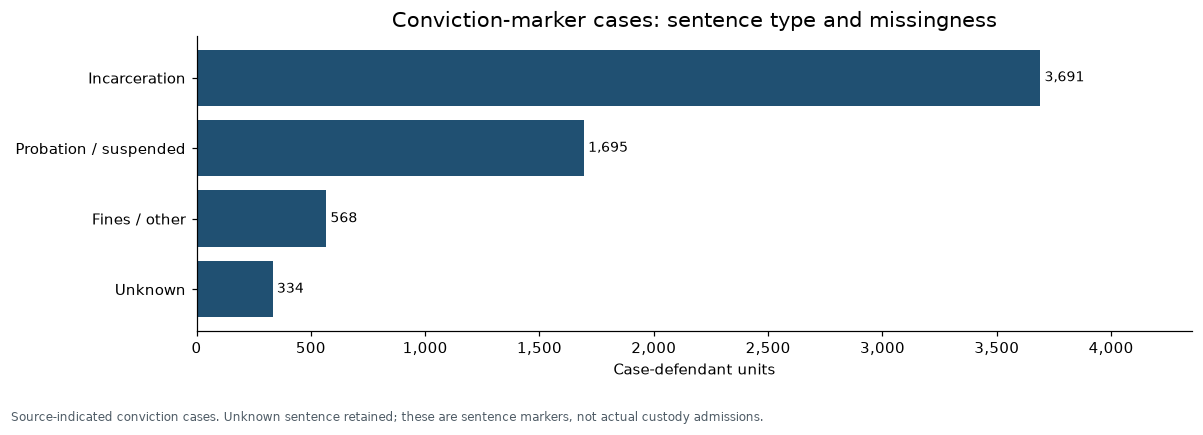 Conviction-marker cases: sentence type and missingness
Incarceration
3,691
Probation / suspended
1,695
Fines / other
568
Unknown
334
0 500 1,000 1,500 2,000 2,500 3,000 3,500 4,000
Case-defendant units
Source-indicated conviction cases. Unknown sentence retained; these are sentence markers, not actual custody admissions.